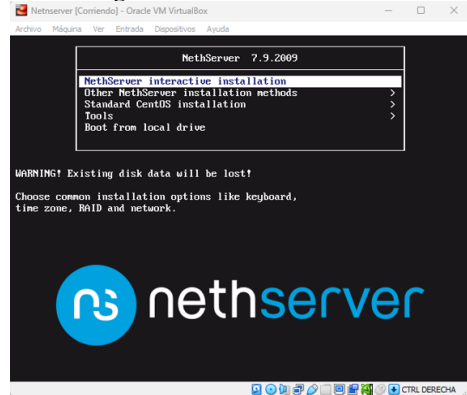 Netnserver [Corriendo] - Oracle VM VirtualBox
Archivo Máquina Ver Entrada Dispositivos Ayuda
NethServer 7.9.2009
NethServer interactive installation
Other NethServer installation methods >
Standard CentOS installation >
Tools >
Boot from local drive
WARNING! Existing disk data will be lost!
Choose common installation options like keyboard,
time zone, RAID and network.
ns nethserver
CTRL DERECHA